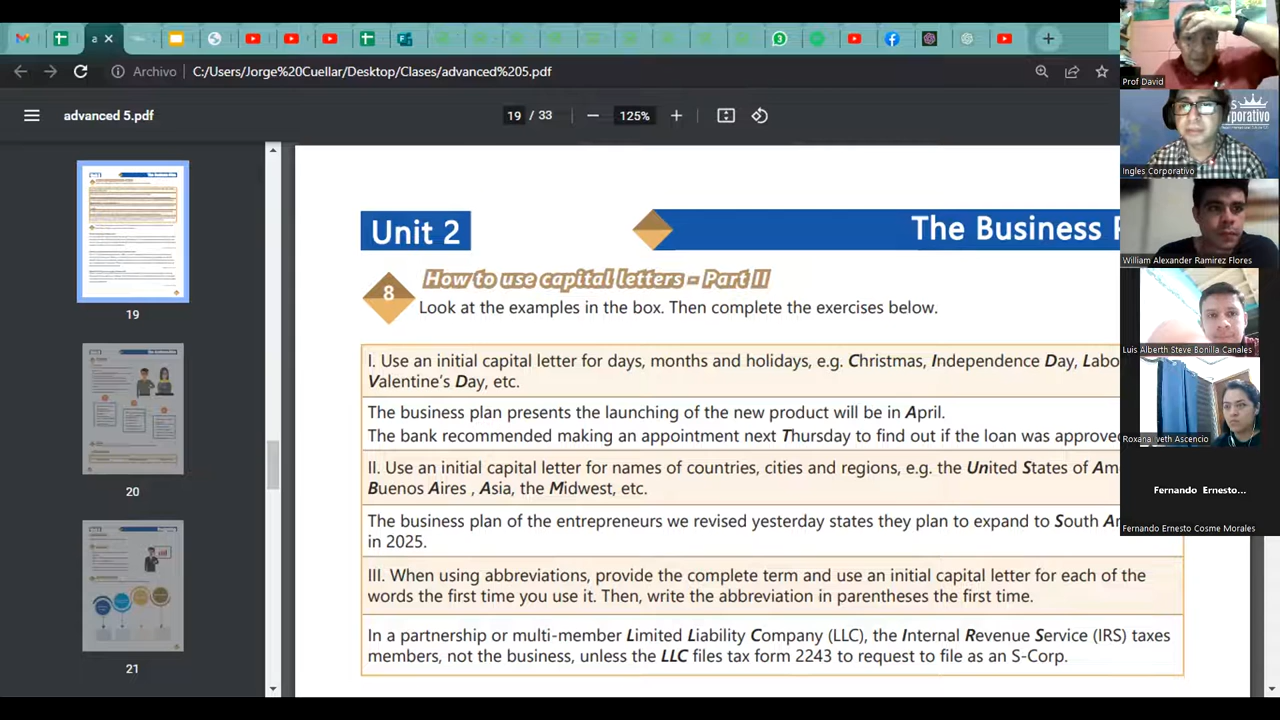 Archivo
C:/Users/Jorge%20Cuellar/Desktop/Clases/advanced%205.pdf
advanced 5.pdf
19 / 33
125%
19
20
21
Unit 2
The Business
8
How to use capital letters - Part II
Look at the examples in the box. Then complete the exercises below.
I. Use an initial capital letter for days, months and holidays, e.g. Christmas, Independence Day, Labo
Valentine's Day, etc.
The business plan presents the launching of the new product will be in April.
The bank recommended making an appointment next Thursday to find out if the loan was approved
II. Use an initial capital letter for names of countries, cities and regions, e.g. the United States of Am
Buenos Aires , Asia, the Midwest, etc.
The business plan of the entrepreneurs we revised yesterday states they plan to expand to South A
in 2025.
III. When using abbreviations, provide the complete term and use an initial capital letter for each of the
words the first time you use it. Then, write the abbreviation in parentheses the first time.
In a partnership or multi-member Limited Liability Company (LLC), the Internal Revenue Service (IRS) taxes
members, not the business, unless the LLC files tax form 2243 to request to file as an S-Corp.
Prof David
Ingles Corporativo
William Alexander Ramirez Flores
Luis Alberth Steve Bonilla Canales
Ascencio
Fernando Ernesto...
Fernando Ernesto Cosme Morales